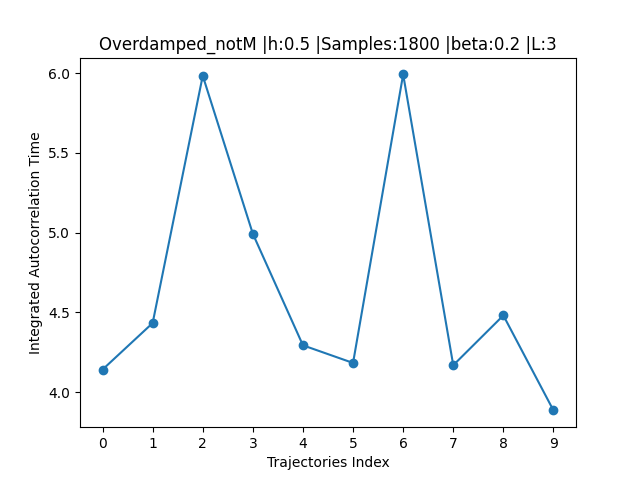 Overdamped_notM |h:0.5 |Samples:1800 |beta:0.2 |L:3
6.0
5.5
5.0
4.5
4.0
Integrated Autocorrelation Time
0 1 2 3 4 5 6 7 8 9
Trajectories Index